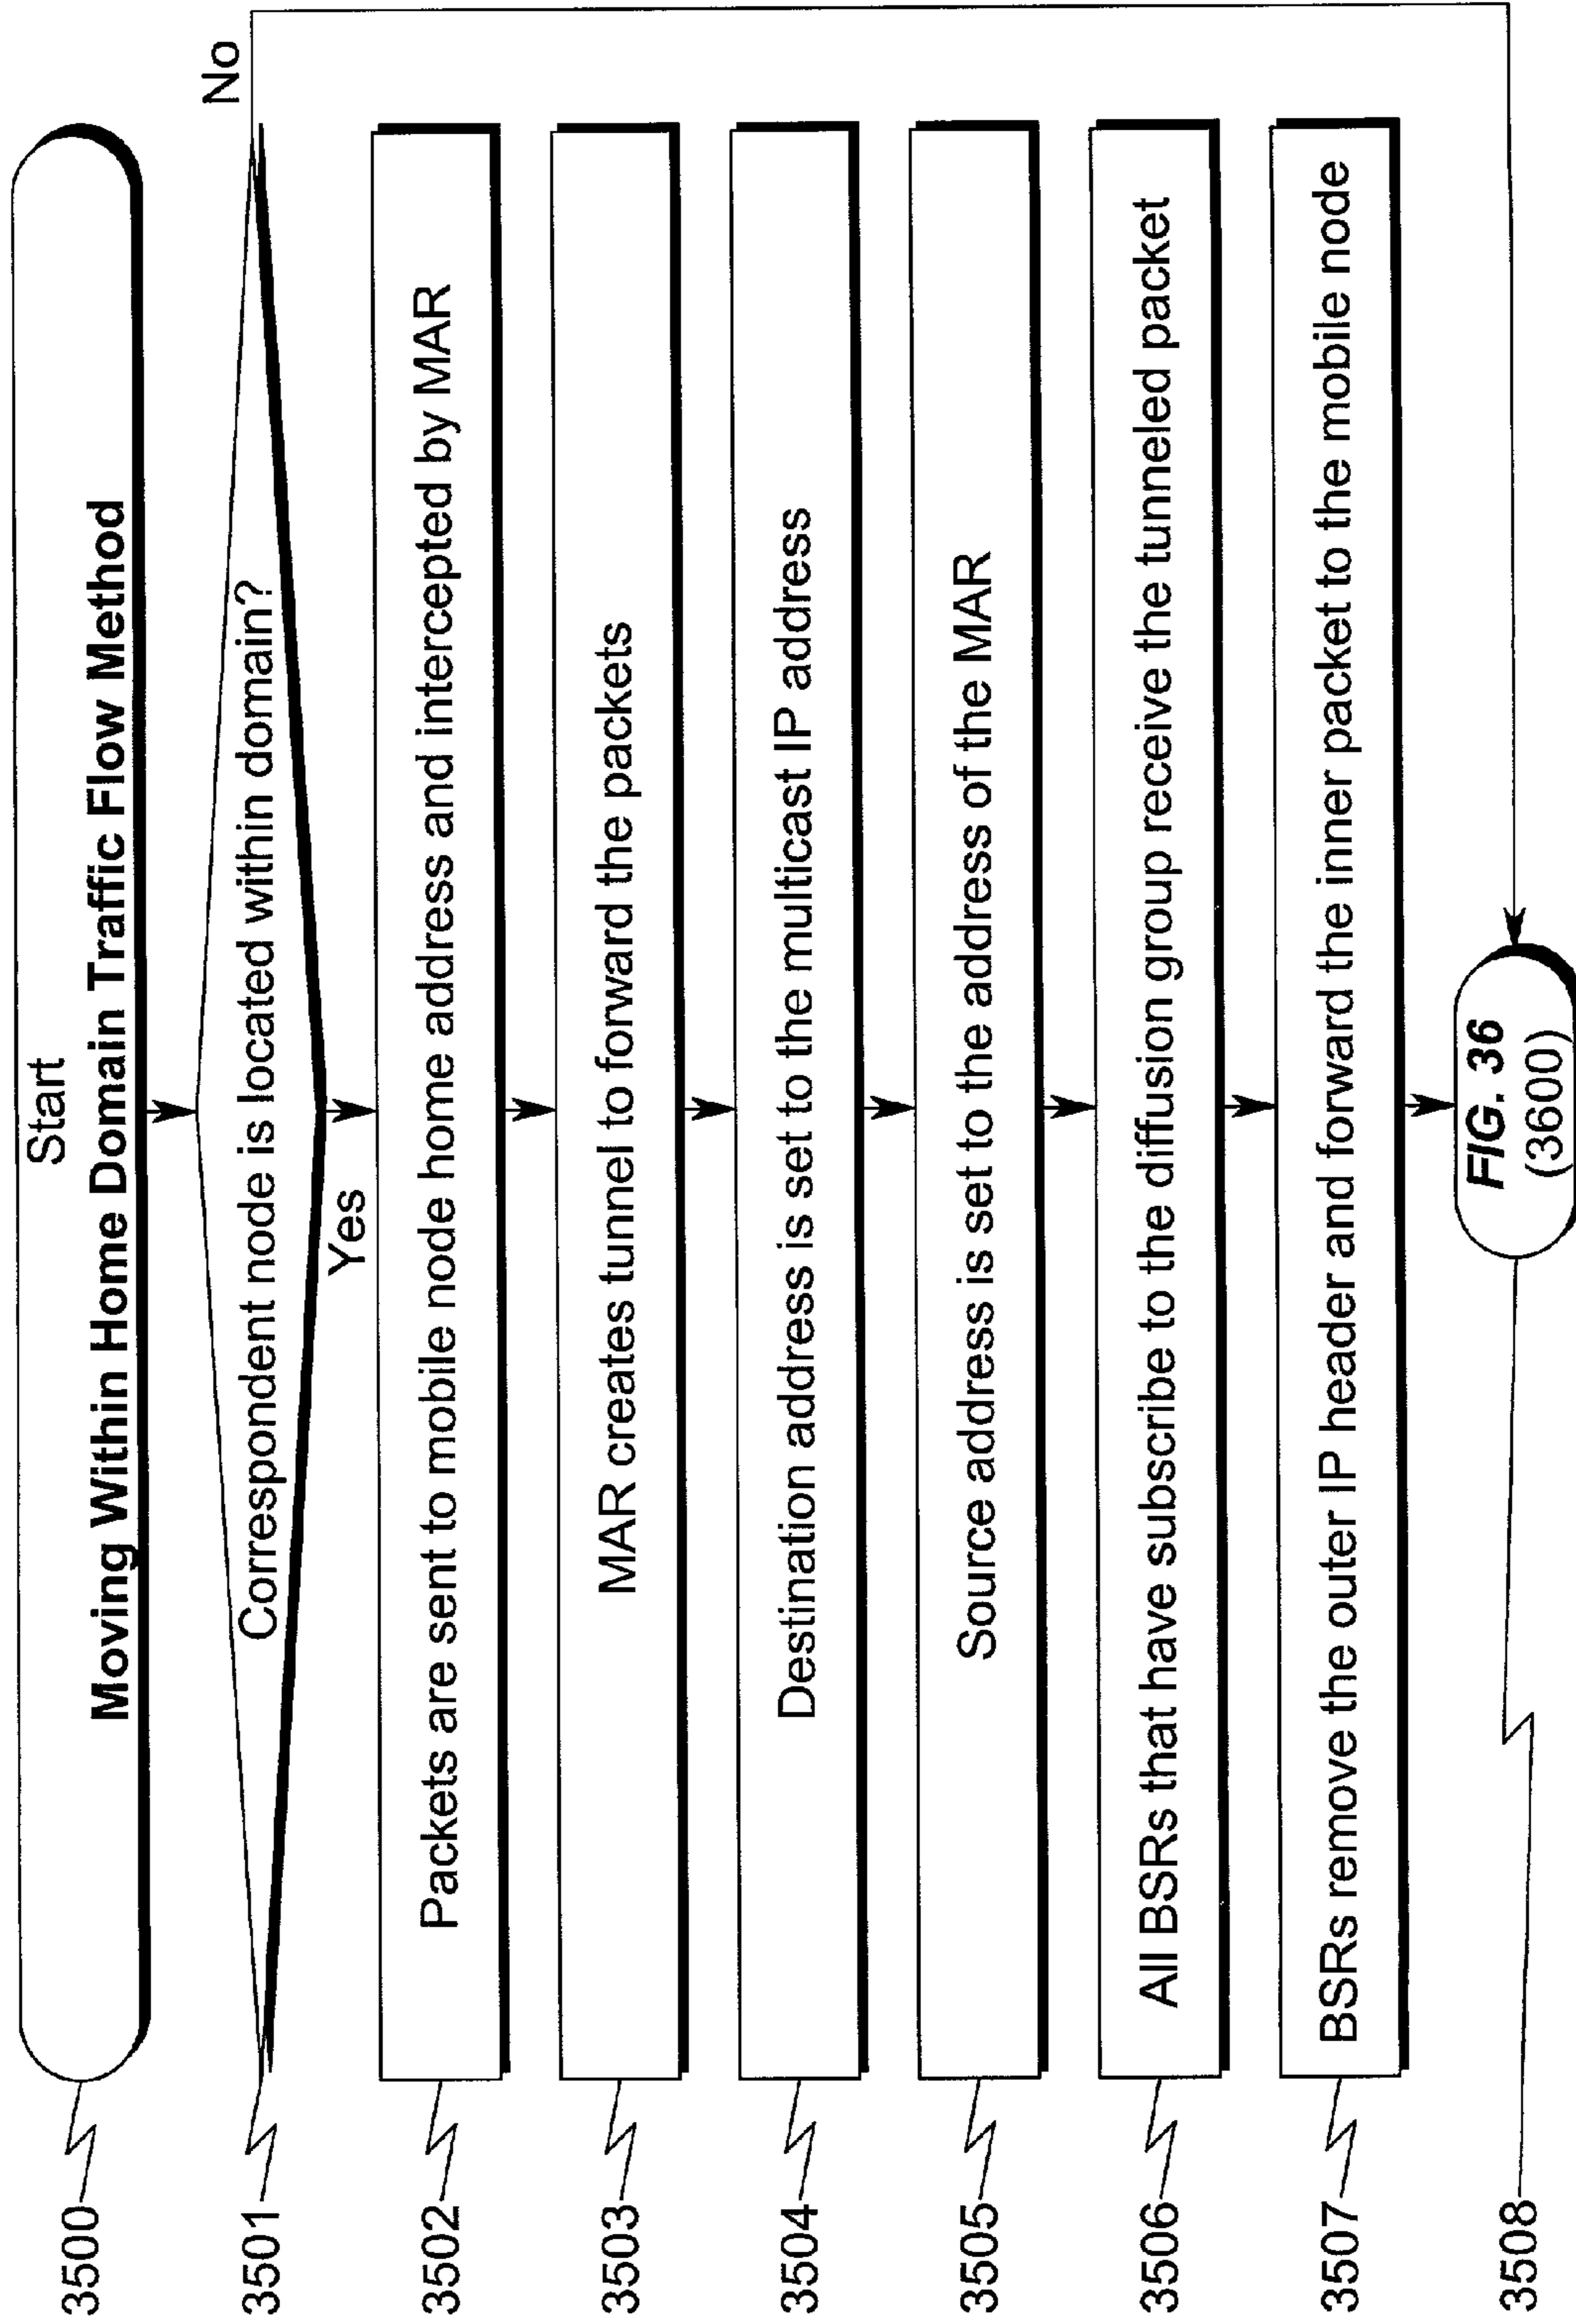 3500
Start
Moving Within Home Domain Traffic Flow Method
3501
Correspondent node is located within domain?
No
Yes
3502
Packets are sent to mobile node home address and intercepted by MAR
3503
MAR creates tunnel to forward the packets
3504
Destination address is set to the multicast IP address
3505
Source address is set to the address of the MAR
3506
All BSRs that have subscribe to the diffusion group receive the tunneled packet
3507
BSRs remove the outer IP header and forward the inner packet to the mobile node
3508
FIG. 36
(3600)